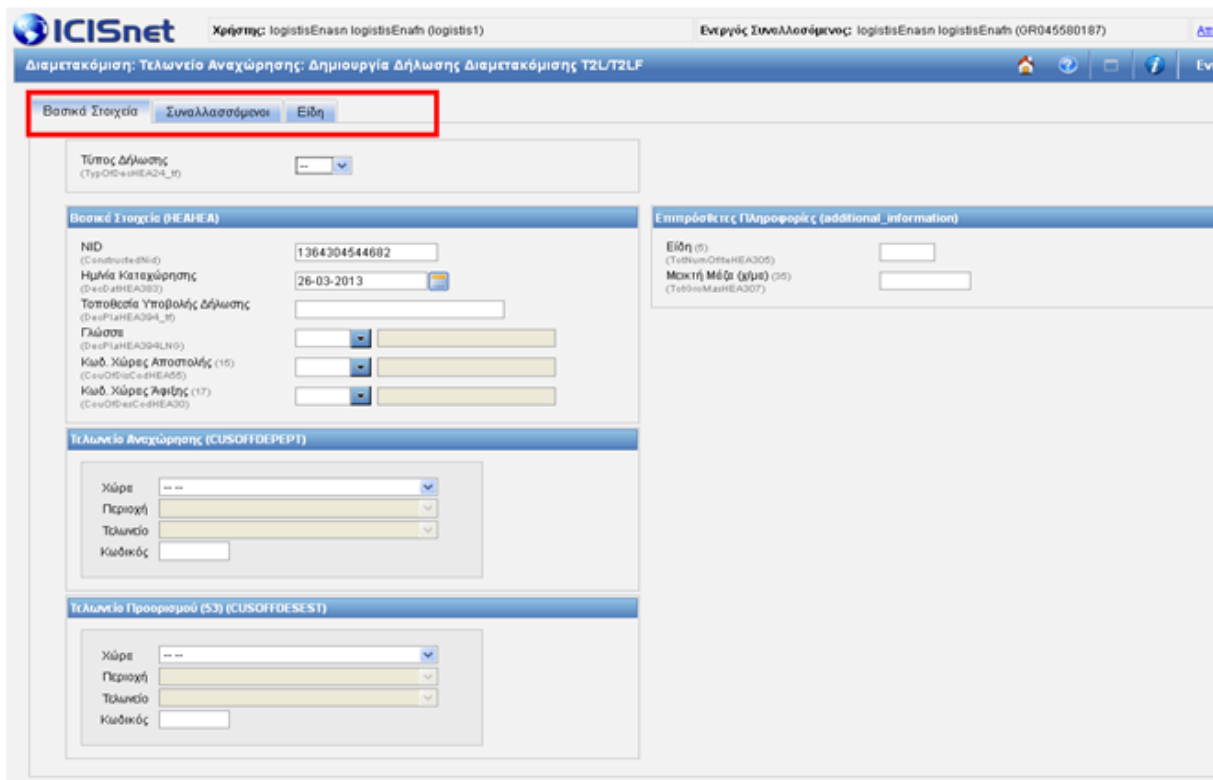 ICISnet
Χρήστης: logistisEnasn logistisEnafn (logistis1)
Ενεργός Συναλλασόμενος: logistisEnasn logistisEnafn (GR045580187)
Διαμετακόμιση: Τελωνείο Αναχώρησης: Δημιουργία Δήλωσης Διαμετακόμισης T2L/T2LF
Βασικά Στοιχεία Συναλλασσόμενοι Είδη
Τύπος Δήλωσης --
(TypOfDecHEA24_tf)
Βασικά Στοιχεία (HEAHEA)
NID 1364304544682
(ConstructedNid)
Ημ/νία Καταχώρησης 26-03-2013
(DecDatHEA383)
Τοποθεσία Υποβολής Δήλωσης
(DecPlaHEA394_tf)
Γλώσσα
(DecPlaHEA394LNG)
Κωδ. Χώρας Αποστολής (15)
(CouOfDisCodHEA55)
Κωδ. Χώρας Άφιξης (17)
(CouOfDesCodHEA30)
Επιπρόσθετες Πληροφορίες (additional_information)
Είδη (5)
(TotNumOfIteHEA305)
Μεικτή Μάζα (χ/μα) (35)
(TotGroMasHEA307)
Τελωνείο Αναχώρησης (CUSOFFDEPEPT)
Χώρα -- --
Περιοχή
Τελωνείο
Κωδικός
Τελωνείο Προορισμού (53) (CUSOFFDESEST)
Χώρα -- --
Περιοχή
Τελωνείο
Κωδικός